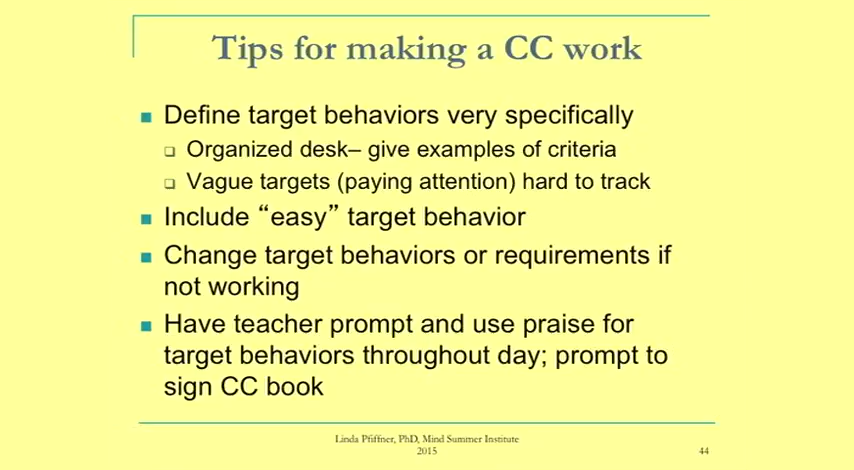 Tips for making a CC work
Define target behaviors very specifically
Organized desk– give examples of criteria
Vague targets (paying attention) hard to track
Include “easy” target behavior
Change target behaviors or requirements if
not working
Have teacher prompt and use praise for
target behaviors throughout day; prompt to
sign CC book
Linda Pfiffner, PhD, Mind Summer Institute
2015
44